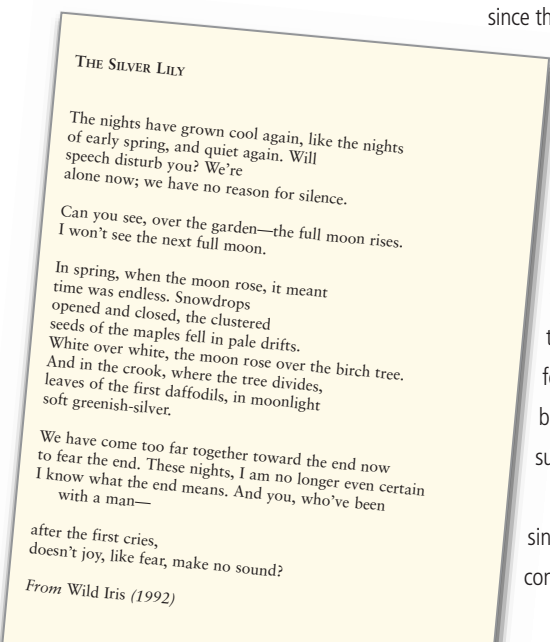 since th
THE SILVER LILY
The nights have grown cool again, like the nights
of early spring, and quiet again. Will
speech disturb you? We're
alone now; we have no reason for silence.
Can you see, over the garden—the full moon rises.
I won't see the next full moon.
In spring, when the moon rose, it meant
time was endless. Snowdrops
opened and closed, the clustered
seeds of the maples fell in pale drifts.
White over white, the moon rose over the birch tree.
And in the crook, where the tree divides,
leaves of the first daffodils, in moonlight
soft greenish-silver.
We have come too far together toward the end now
to fear the end. These nights, I am no longer even certain
I know what the end means. And you, who've been
with a man—
after the first cries,
doesn't joy, like fear, make no sound?
From Wild Iris (1992)
t
f
b
su
sin
con